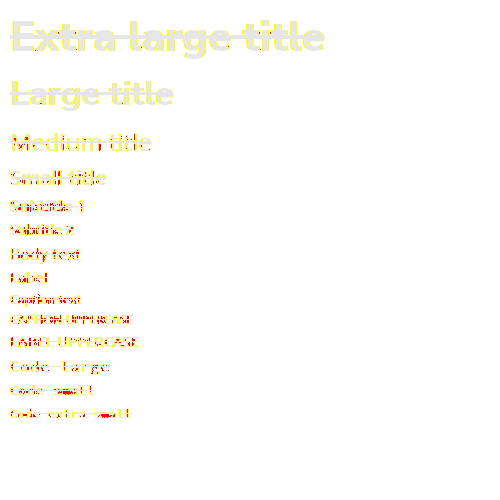 Extra large title
Large title
Medium title
Small title
Subtitle 1
Subtitle 2
Body text
Label
Caption text
CAPTION UPPERCASE
LABEL UPPERCASE
Code - Large
Code - small
Code - extra - small